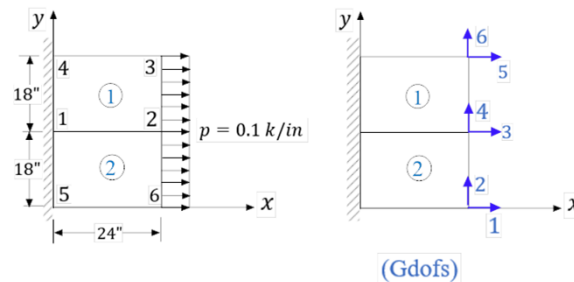 y
4 3
18" ①
1 2
p = 0.1 k/in
18" ②
5 6
x
24"
y
6
5
①
4
3
②
2
x
1
(Gdofs)